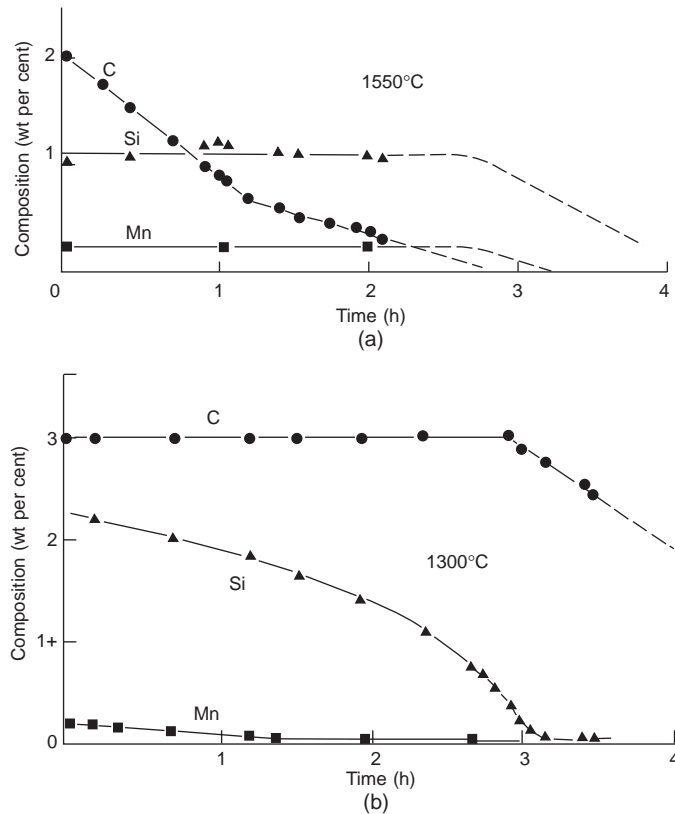 2
C
1550°C
Si
1
Mn
0
1
2
3
4
Composition (wt per cent)
Time (h)
(a)
C
3
2
1300°C
Si
1+
Mn
0
1
2
3
4
Composition (wt per cent)
Time (h)
(b)